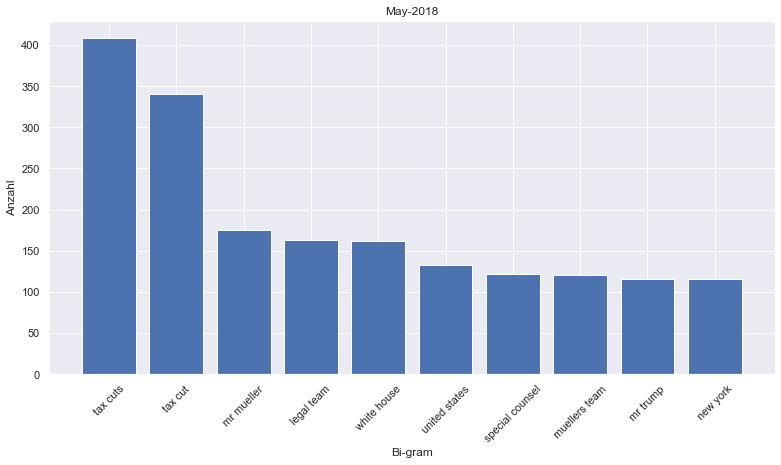 May-2018
Anzahl
400
350
300
250
200
150
100
50
0
tax cuts
tax cut
mr mueller
legal team
white house
united states
special counsel
muellers team
mr trump
new york
Bi-gram